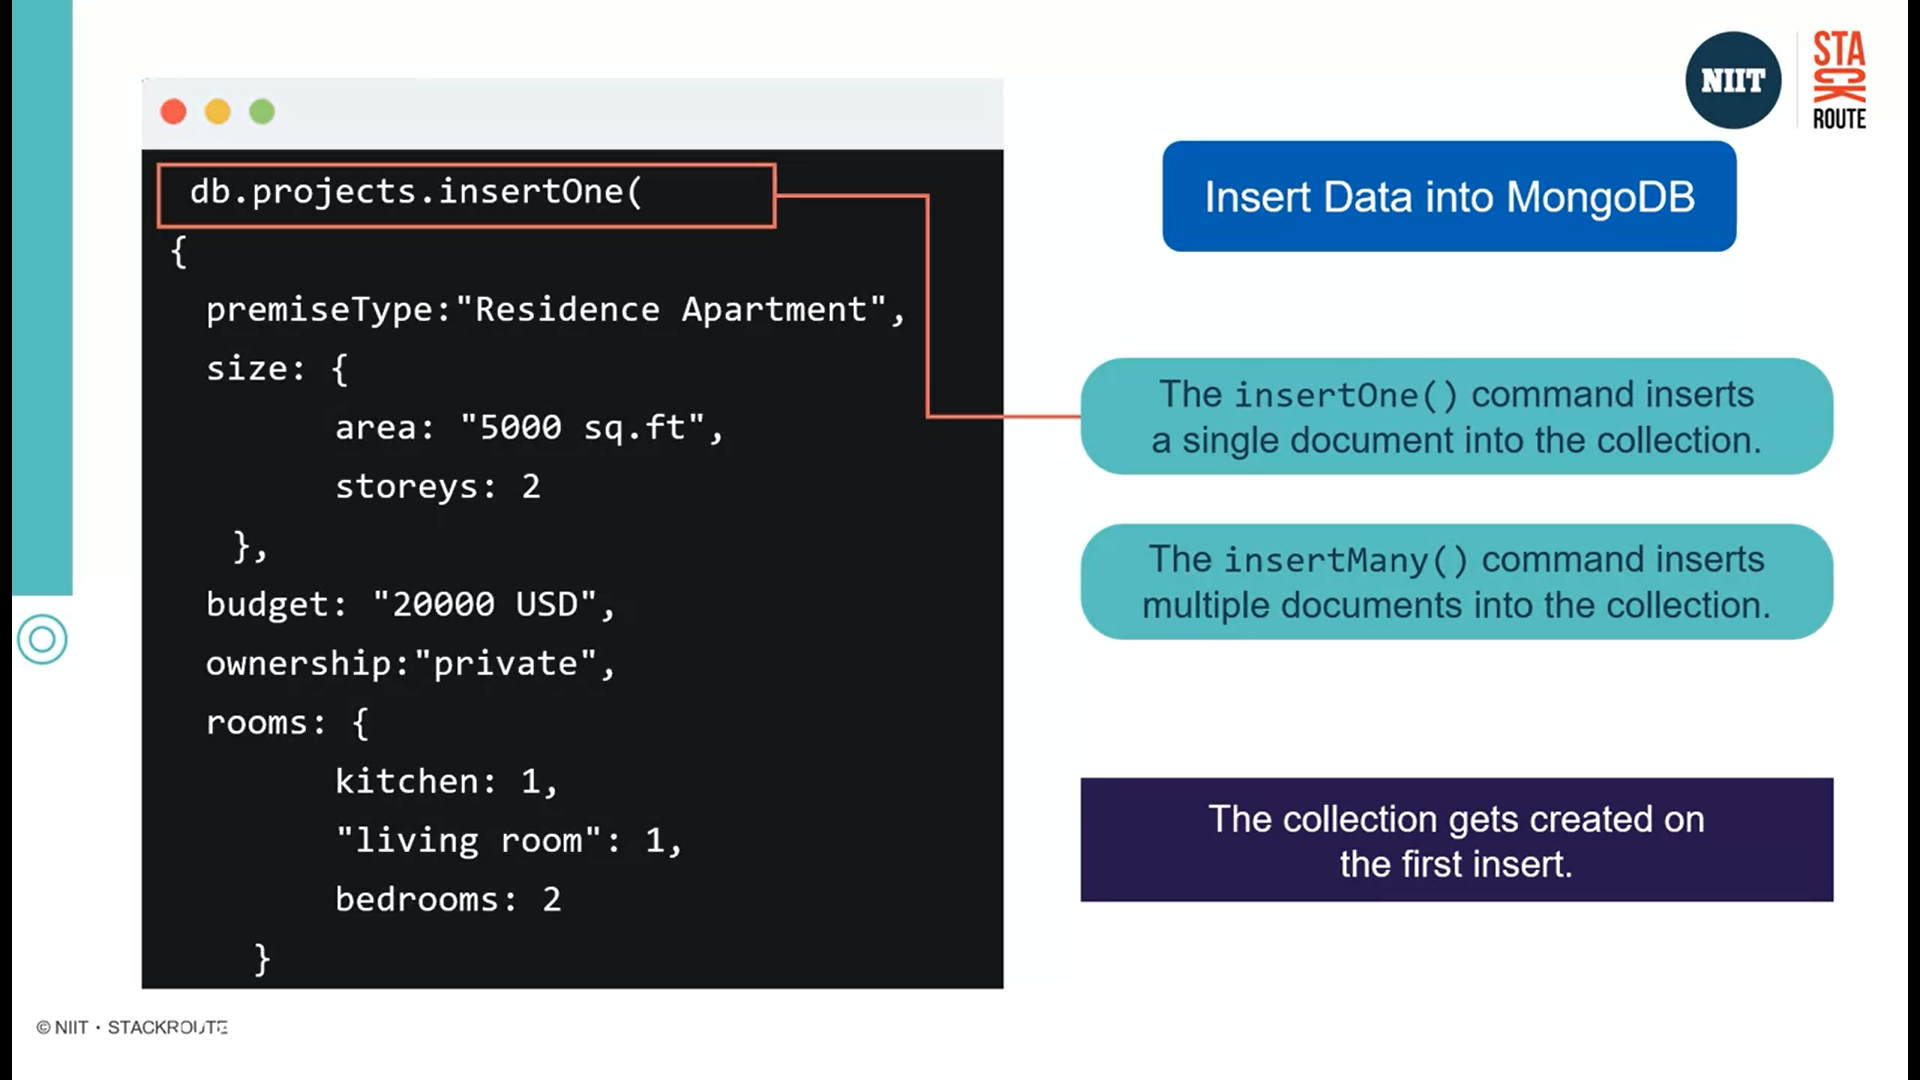 NIIT
STA
CK
ROUTE
db.projects.insertOne(
{
premiseType:"Residence Apartment",
size: {
area: "5000 sq.ft",
storeys: 2
},
budget: "20000 USD",
ownership:"private",
rooms: {
kitchen: 1,
"living room": 1,
bedrooms: 2
}
Insert Data into MongoDB
The insertOne() command inserts
a single document into the collection.
The insertMany() command inserts
multiple documents into the collection.
The collection gets created on
the first insert.
© NIIT · STACKROUTE